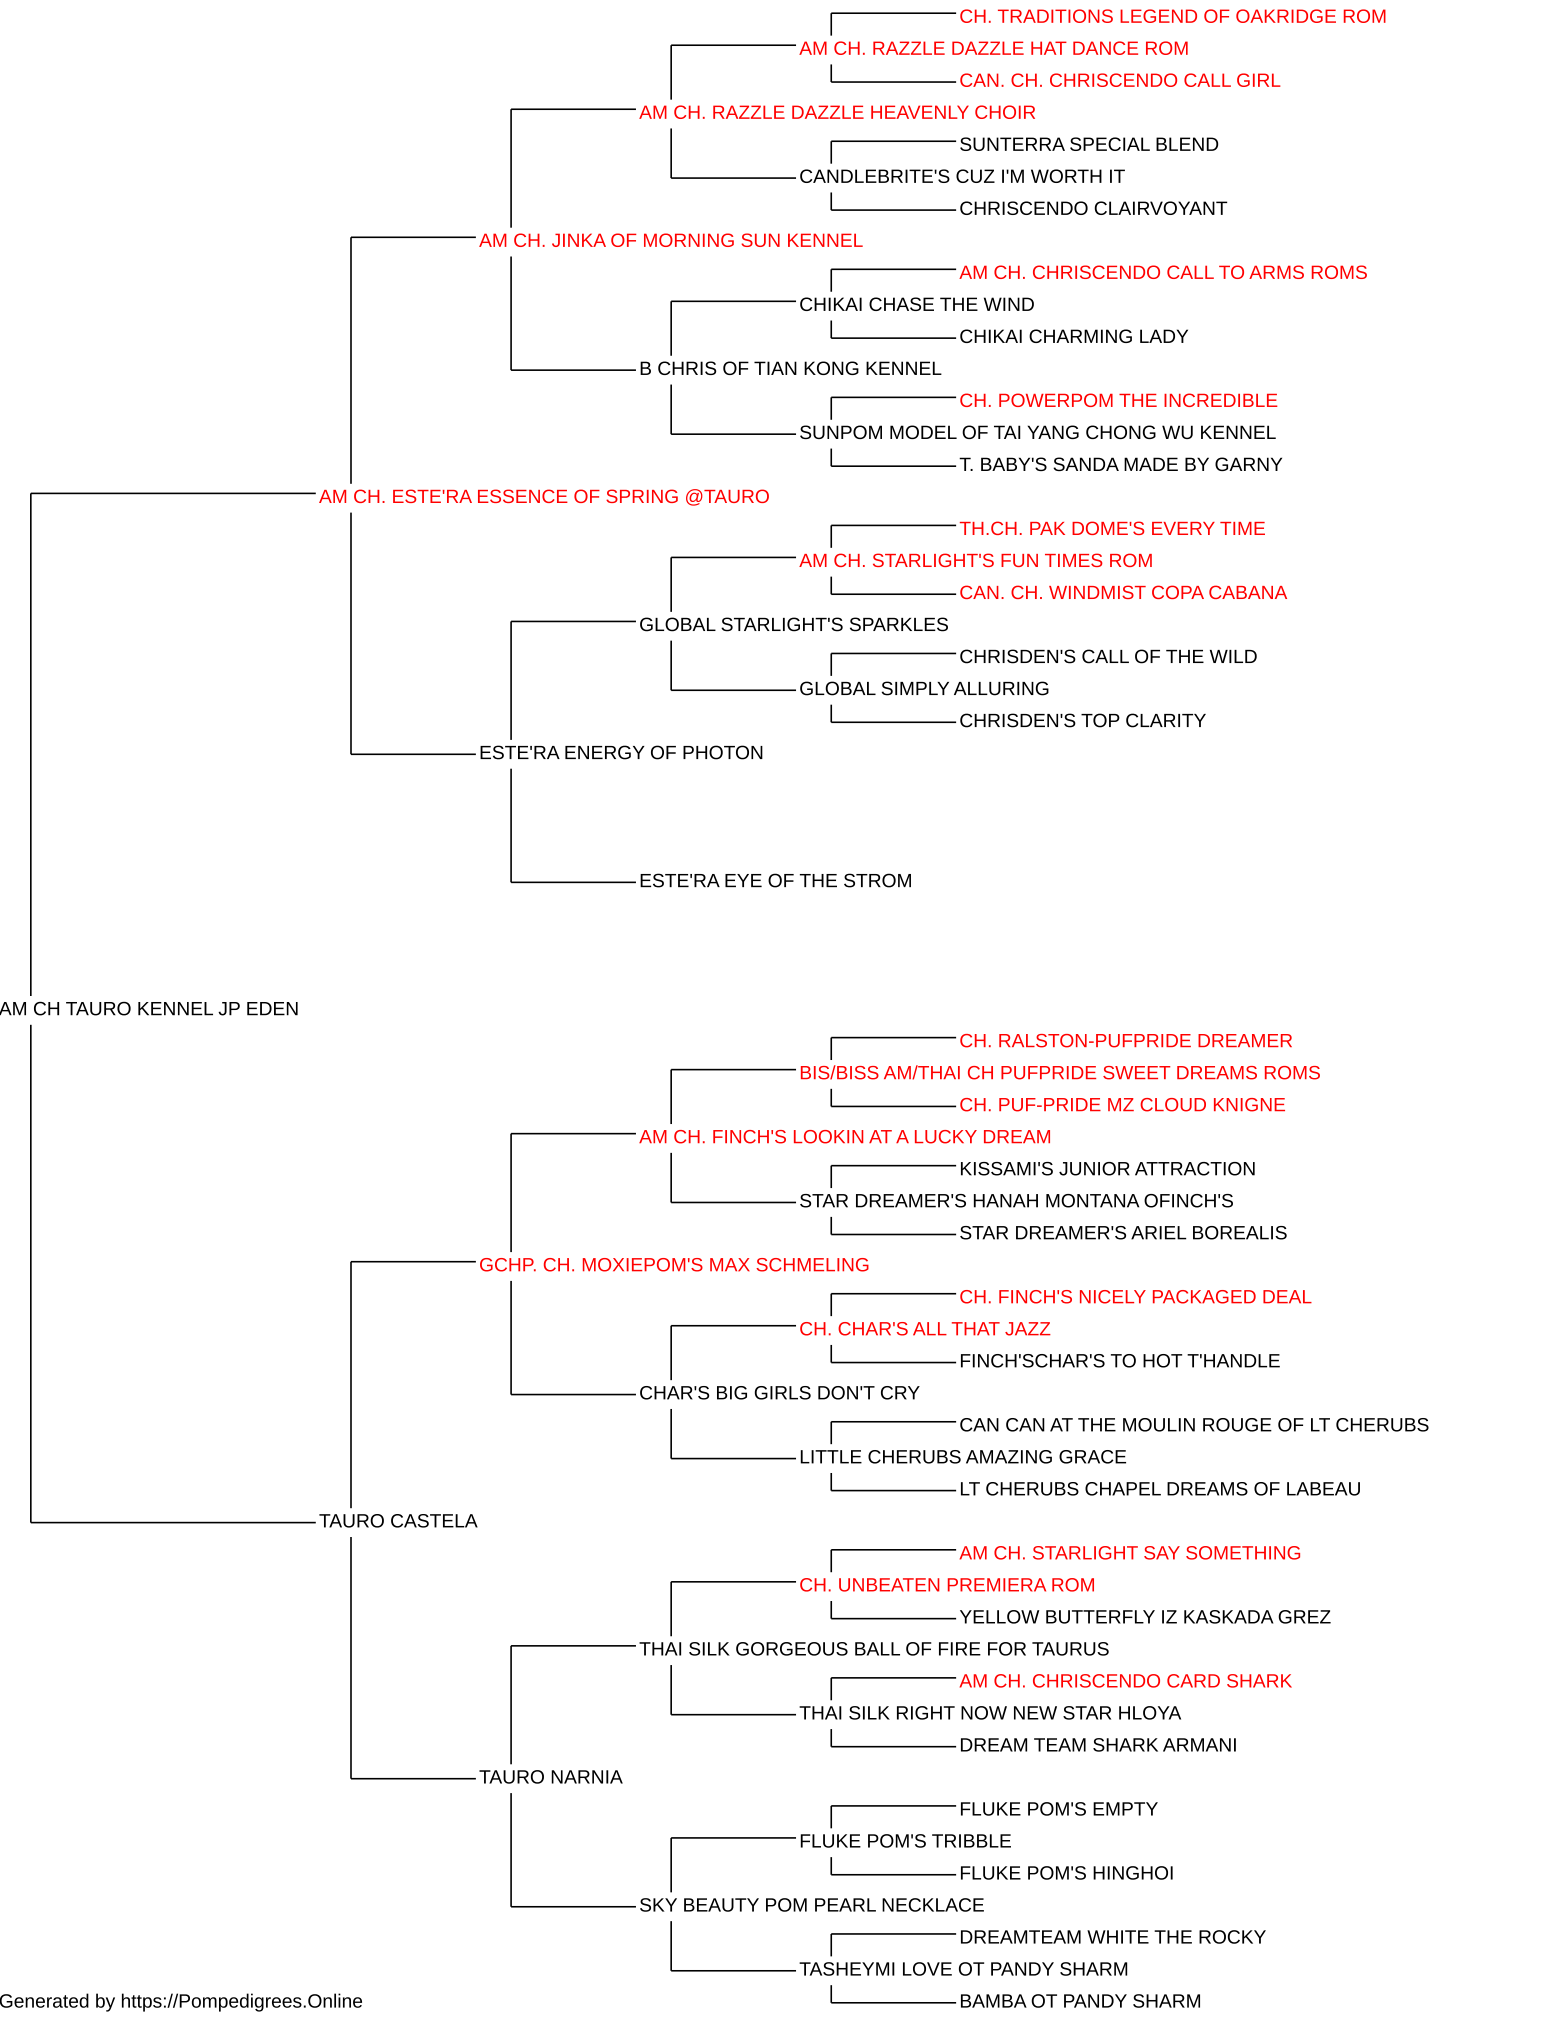 CH. TRADITIONS LEGEND OF OAKRIDGE ROM
AM CH. RAZZLE DAZZLE HAT DANCE ROM
CAN. CH. CHRISCENDO CALL GIRL
AM CH. RAZZLE DAZZLE HEAVENLY CHOIR
SUNTERRA SPECIAL BLEND
CANDLEBRITE'S CUZ I'M WORTH IT
CHRISCENDO CLAIRVOYANT
AM CH. JINKA OF MORNING SUN KENNEL
AM CH. CHRISCENDO CALL TO ARMS ROMS
CHIKAI CHASE THE WIND
CHIKAI CHARMING LADY
B CHRIS OF TIAN KONG KENNEL
CH. POWERPOM THE INCREDIBLE
SUNPOM MODEL OF TAI YANG CHONG WU KENNEL
T. BABY'S SANDA MADE BY GARNY
AM CH. ESTE'RA ESSENCE OF SPRING @TAURO
TH.CH. PAK DOME'S EVERY TIME
AM CH. STARLIGHT'S FUN TIMES ROM
CAN. CH. WINDMIST COPA CABANA
GLOBAL STARLIGHT'S SPARKLES
CHRISDEN'S CALL OF THE WILD
GLOBAL SIMPLY ALLURING
CHRISDEN'S TOP CLARITY
ESTE'RA ENERGY OF PHOTON
ESTE'RA EYE OF THE STROM
AM CH TAURO KENNEL JP EDEN
CH. RALSTON-PUFPRIDE DREAMER
BIS/BISS AM/THAI CH PUFPRIDE SWEET DREAMS ROMS
CH. PUF-PRIDE MZ CLOUD KNIGNE
AM CH. FINCH'S LOOKIN AT A LUCKY DREAM
KISSAMI'S JUNIOR ATTRACTION
STAR DREAMER'S HANAH MONTANA OFINCH'S
STAR DREAMER'S ARIEL BOREALIS
GCHP. CH. MOXIEPOM'S MAX SCHMELING
CH. FINCH'S NICELY PACKAGED DEAL
CH. CHAR'S ALL THAT JAZZ
FINCH'SCHAR'S TO HOT T'HANDLE
CHAR'S BIG GIRLS DON'T CRY
CAN CAN AT THE MOULIN ROUGE OF LT CHERUBS
LITTLE CHERUBS AMAZING GRACE
LT CHERUBS CHAPEL DREAMS OF LABEAU
TAURO CASTELA
AM CH. STARLIGHT SAY SOMETHING
CH. UNBEATEN PREMIERA ROM
YELLOW BUTTERFLY IZ KASKADA GREZ
THAI SILK GORGEOUS BALL OF FIRE FOR TAURUS
AM CH. CHRISCENDO CARD SHARK
THAI SILK RIGHT NOW NEW STAR HLOYA
DREAM TEAM SHARK ARMANI
TAURO NARNIA
FLUKE POM'S EMPTY
FLUKE POM'S TRIBBLE
FLUKE POM'S HINGHOI
SKY BEAUTY POM PEARL NECKLACE
DREAMTEAM WHITE THE ROCKY
TASHEYMI LOVE OT PANDY SHARM
BAMBA OT PANDY SHARM
Generated by https://Pompedigrees.Online